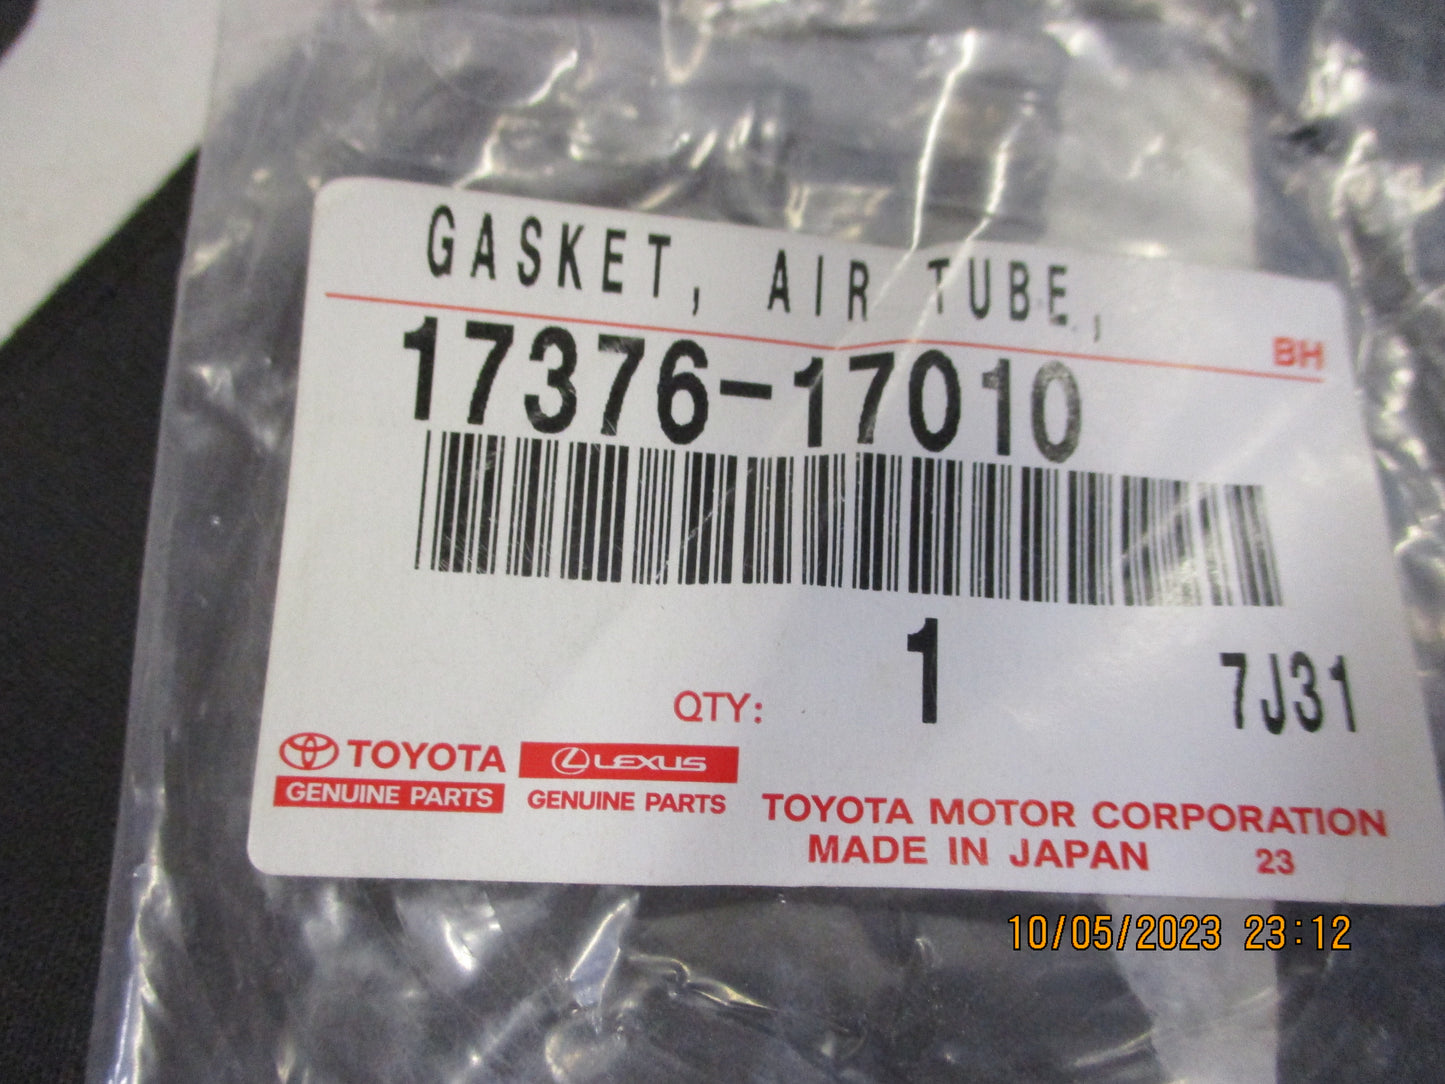 GASKET, AIR TUBE,
BH
17376-17010
QTY: 1 7J31
TOYOTA
GENUINE PARTS
LEXUS
GENUINE PARTS
TOYOTA MOTOR CORPORATION
MADE IN JAPAN 23
10/05/2023 23:12